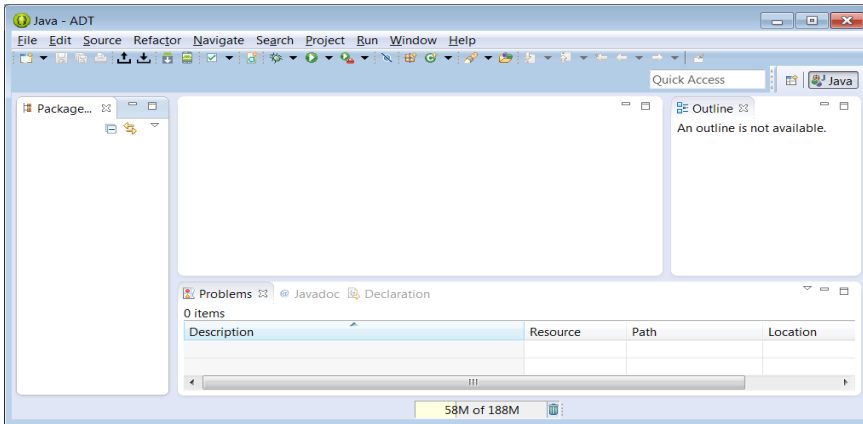 Java - ADT
File Edit Source Refactor Navigate Search Project Run Window Help
Quick Access
Java
Package...
Outline
An outline is not available.
Problems @ Javadoc Declaration
0 items
Description Resource Path Location
58M of 188M